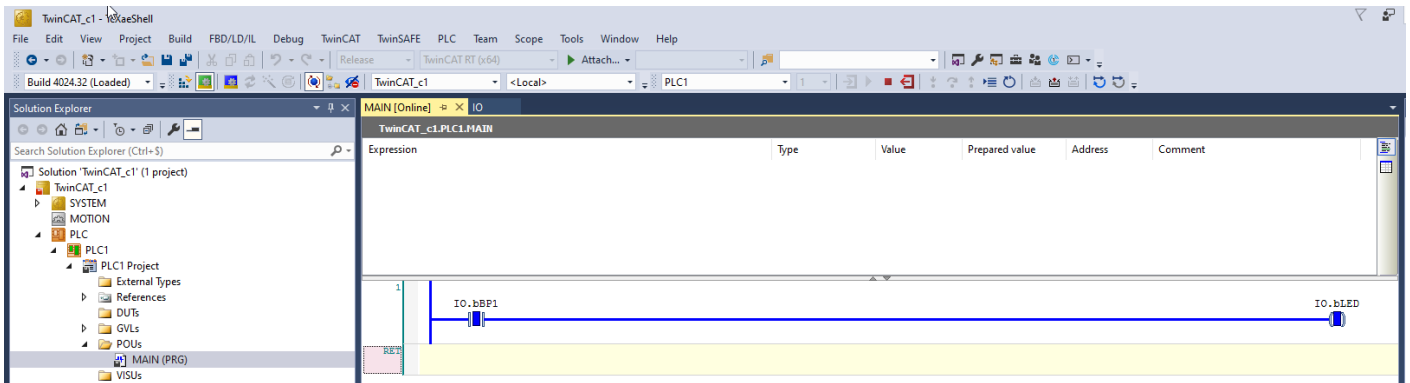 TwinCAT_c1 - TcXaeShell
File Edit View Project Build FBD/LD/IL Debug TwinCAT TwinSAFE PLC Team Scope Tools Window Help
Release TwinCAT RT (x64) Attach...
Build 4024.32 (Loaded) TwinCAT_c1 <Local> PLC1 1
Solution Explorer
Search Solution Explorer (Ctrl+$)
Solution 'TwinCAT_c1' (1 project)
TwinCAT_c1
SYSTEM
MOTION
PLC
PLC1
PLC1 Project
External Types
References
DUTs
GVLs
POUs
MAIN (PRG)
VISUs
MAIN [Online] IO
TwinCAT_c1.PLC1.MAIN
Expression Type Value Prepared value Address Comment
1
IO.bBP1 IO.bLED
RET